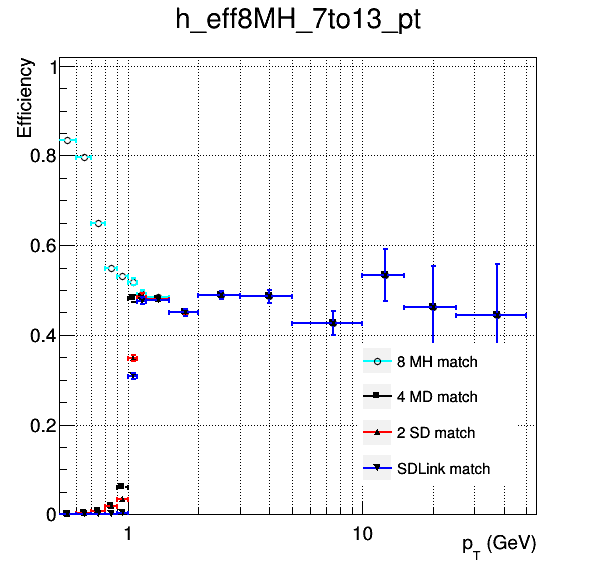 h_eff8MH_7to13_pt
Efficiency
1
0.8
0.6
0.4
0.2
0
8 MH match
4 MD match
2 SD match
SDLink match
1
10
p_T (GeV)